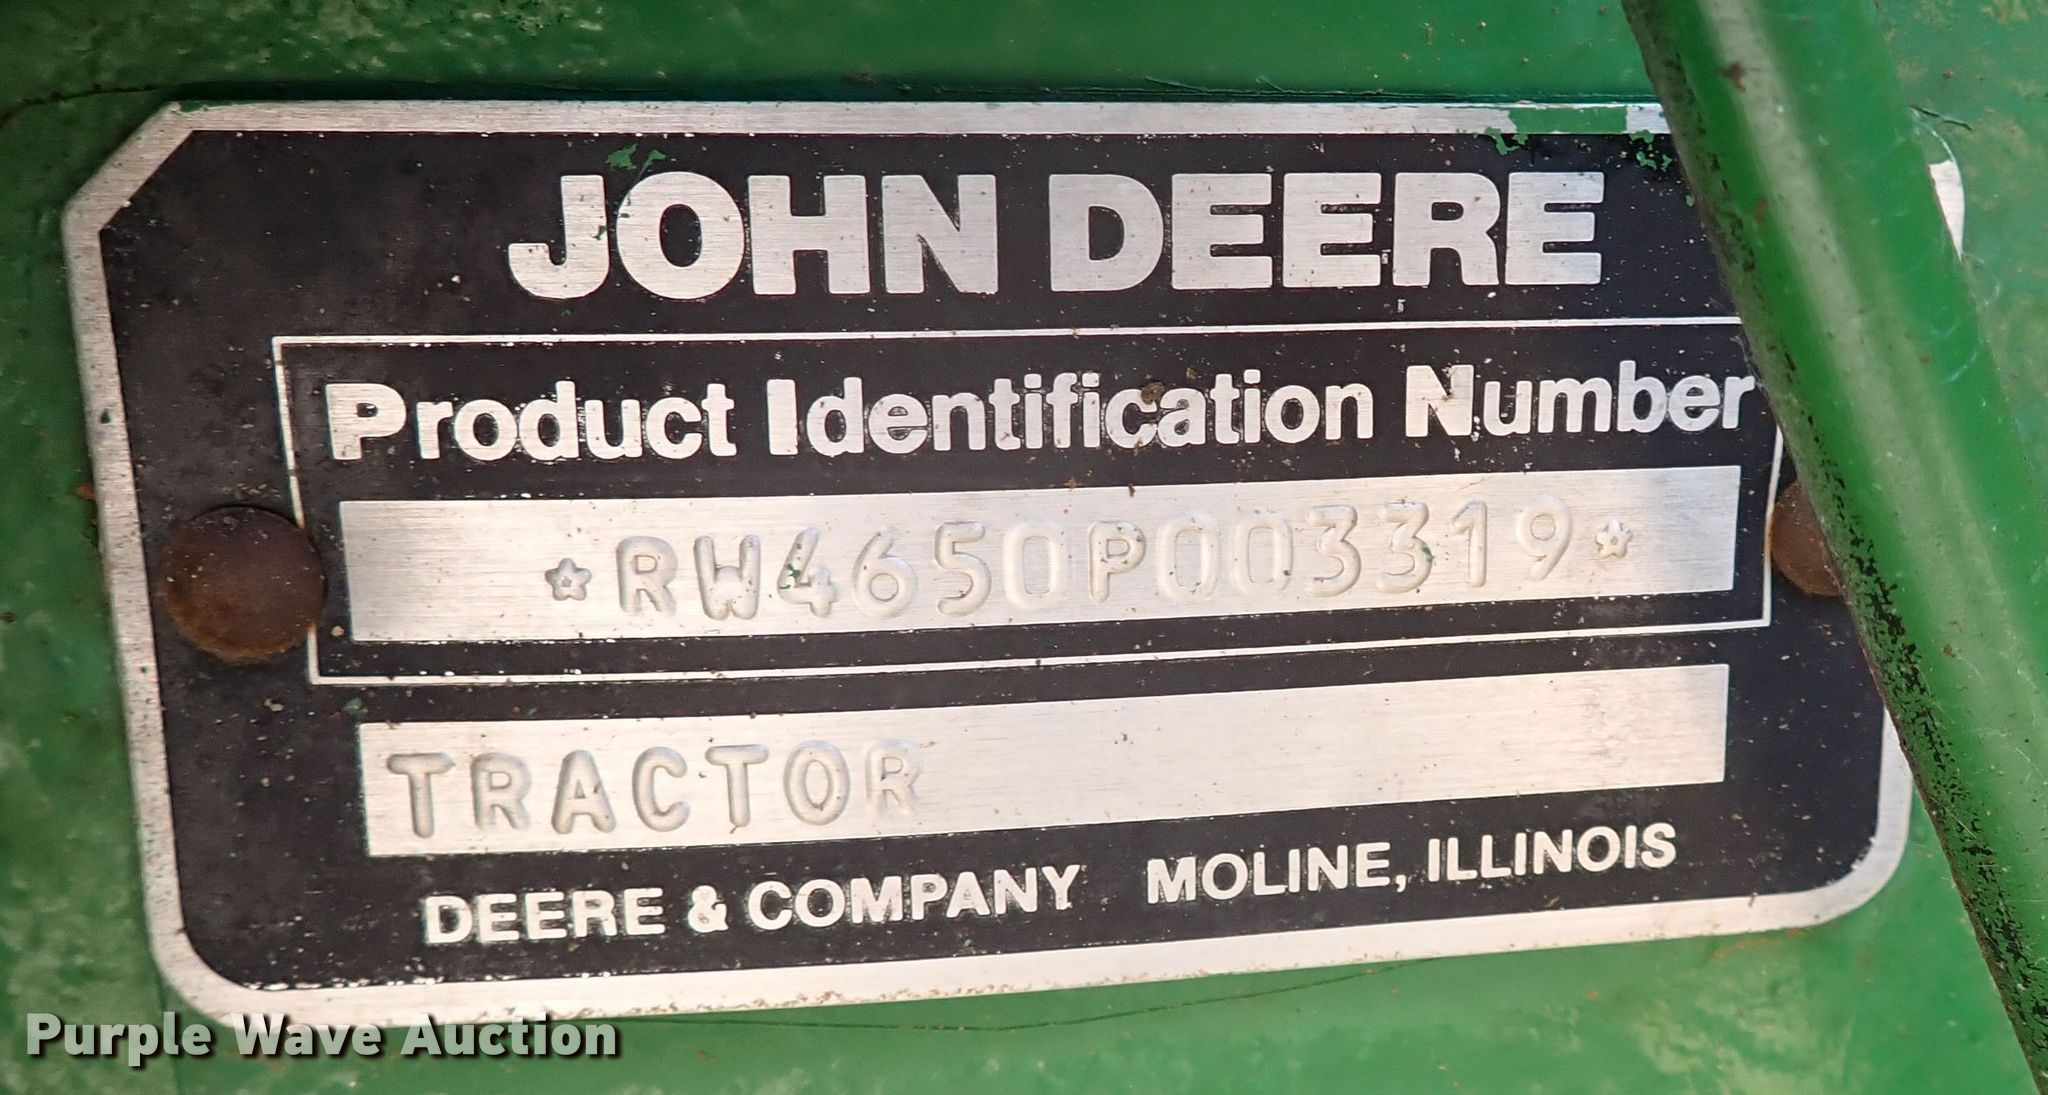 JOHN DEERE
Product Identification Number
*RW4650P003319*
TRACTOR
DEERE & COMPANY MOLINE, ILLINOIS
Purple Wave Auction